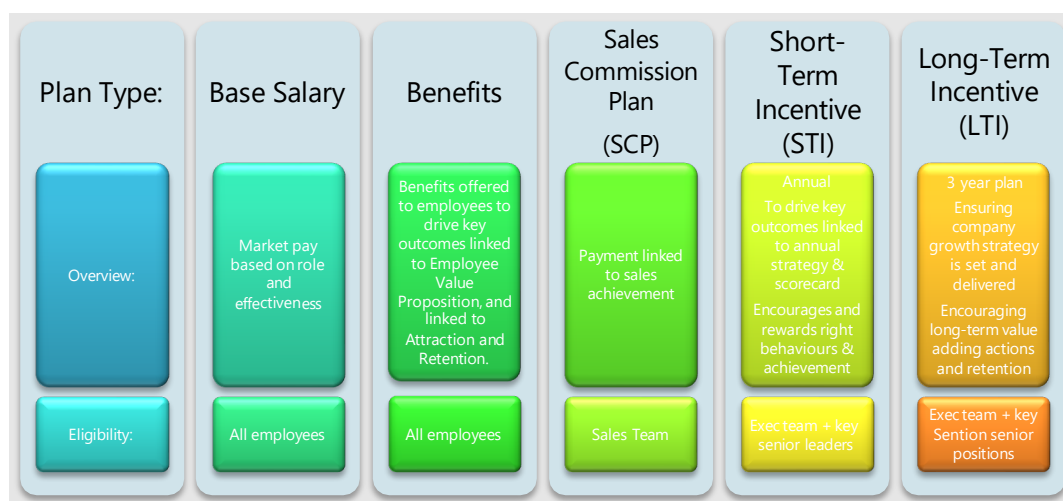 Plan Type:
Overview:
Eligibility:
Base Salary
Market pay
based on role
and
effectiveness
All employees
Benefits
Benefits offered
to employees to
drive key
outcomes linked
to Employee
Value
Proposition, and
linked to
Attraction and
Retention.
All employees
Sales
Commission
Plan
(SCP)
Payment linked
to sales
achievement
Sales Team
Short-
Term
Incentive
(STI)
Annual
To drive key
outcomes linked
to annual
strategy &
scorecard
Encourages and
rewards right
behaviours &
achievement
Exec team + key
senior leaders
Long-Term
Incentive
(LTI)
3 year plan
Ensuring
company
growth strategy
is set and
delivered
Encouraging
long-term value
adding actions
and retention
Exec team + key
Sention senior
positions